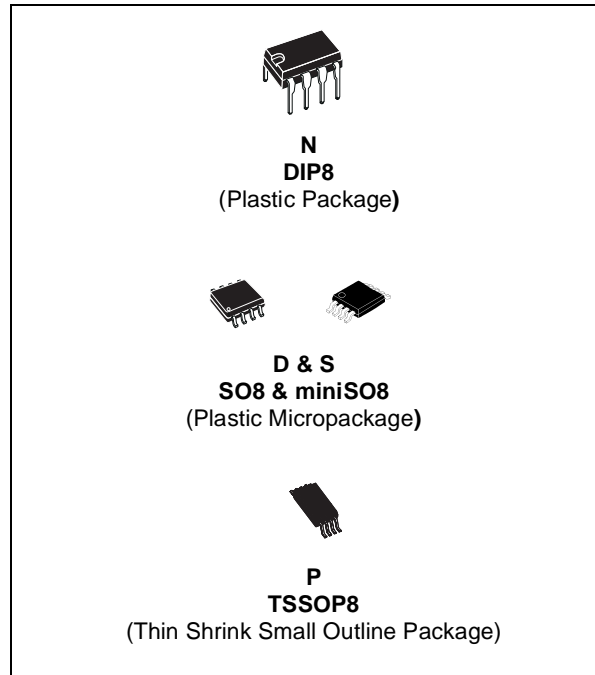 N
DIP8
(Plastic Package)
D & S
SO8 & miniSO8
(Plastic Micropackage)
P
TSSOP8
(Thin Shrink Small Outline Package)